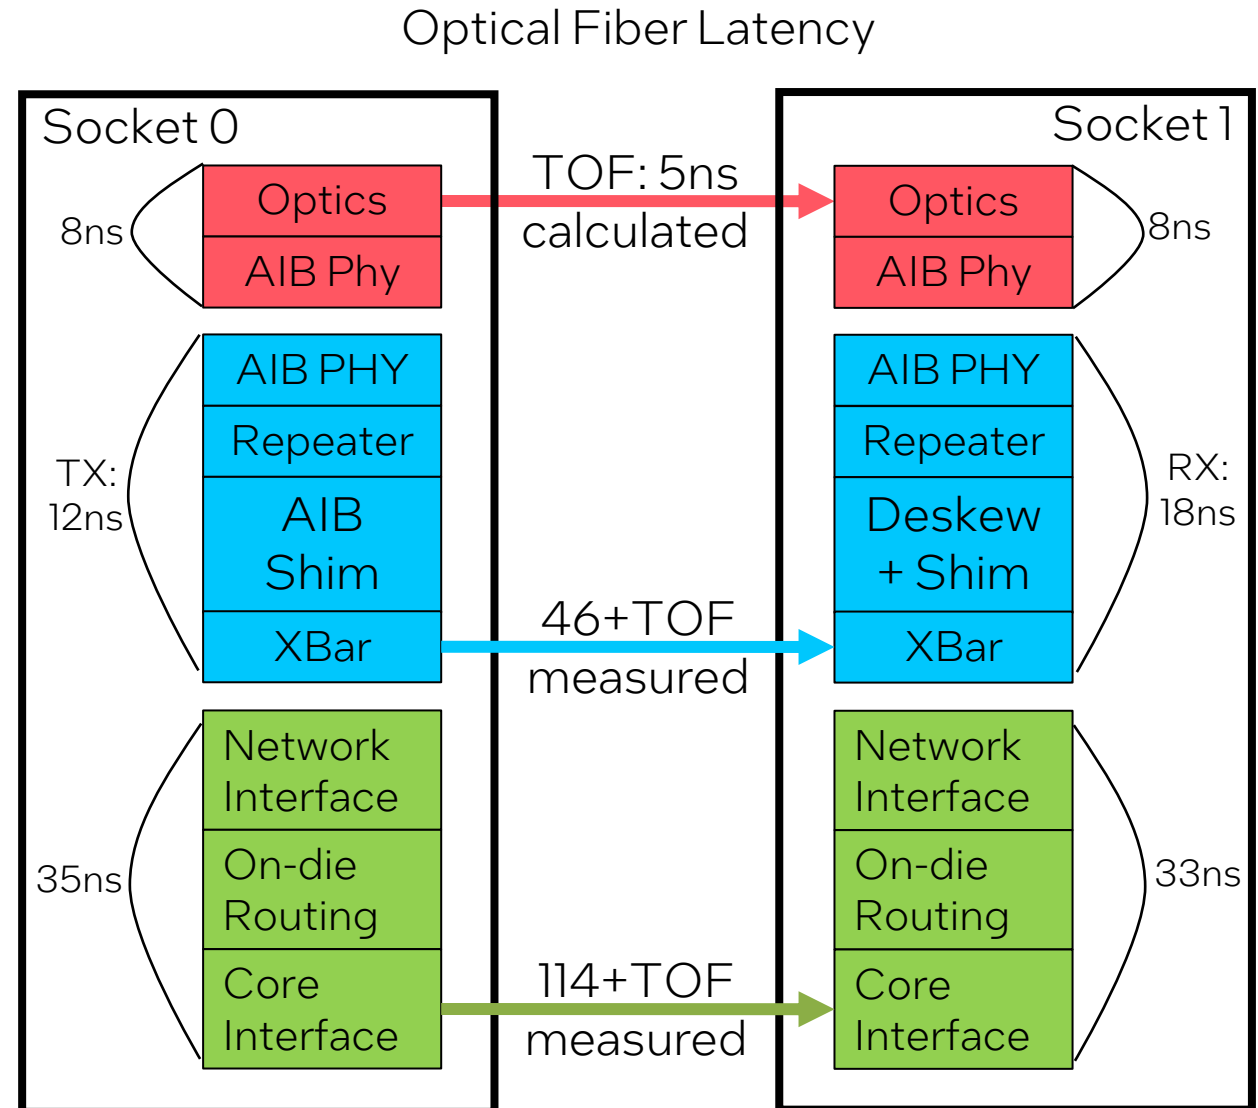 Optical Fiber Latency
Socket 0
8ns
Optics
AIB Phy
TX:
12ns
AIB PHY
Repeater
AIB
Shim
XBar
35ns
Network
Interface
On-die
Routing
Core
Interface
TOF: 5ns
calculated
46+TOF
measured
114+TOF
measured
Socket 1
Optics
AIB Phy
8ns
AIB PHY
Repeater
Deskew
+ Shim
XBar
RX:
18ns
Network
Interface
On-die
Routing
Core
Interface
33ns